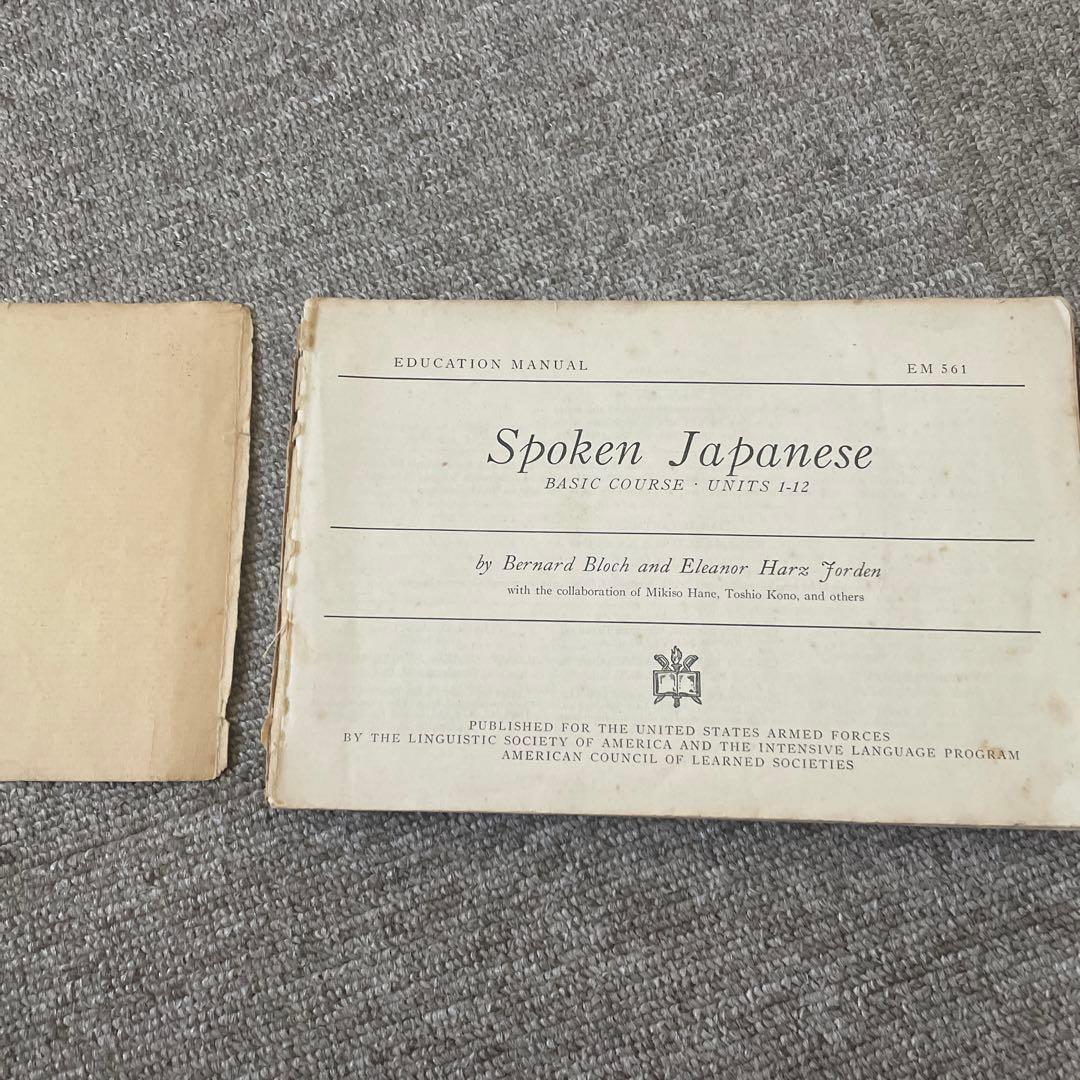 EDUCATION MANUAL
EM 561
Spoken Japanese
BASIC COURSE · UNITS 1-12
by Bernard Bloch and Eleanor Harz Jorden
with the collaboration of Mikiso Hane, Toshio Kono, and others
PUBLISHED FOR THE UNITED STATES ARMED FORCES
BY THE LINGUISTIC SOCIETY OF AMERICA AND THE INTENSIVE LANGUAGE PROGRAM
AMERICAN COUNCIL OF LEARNED SOCIETIES